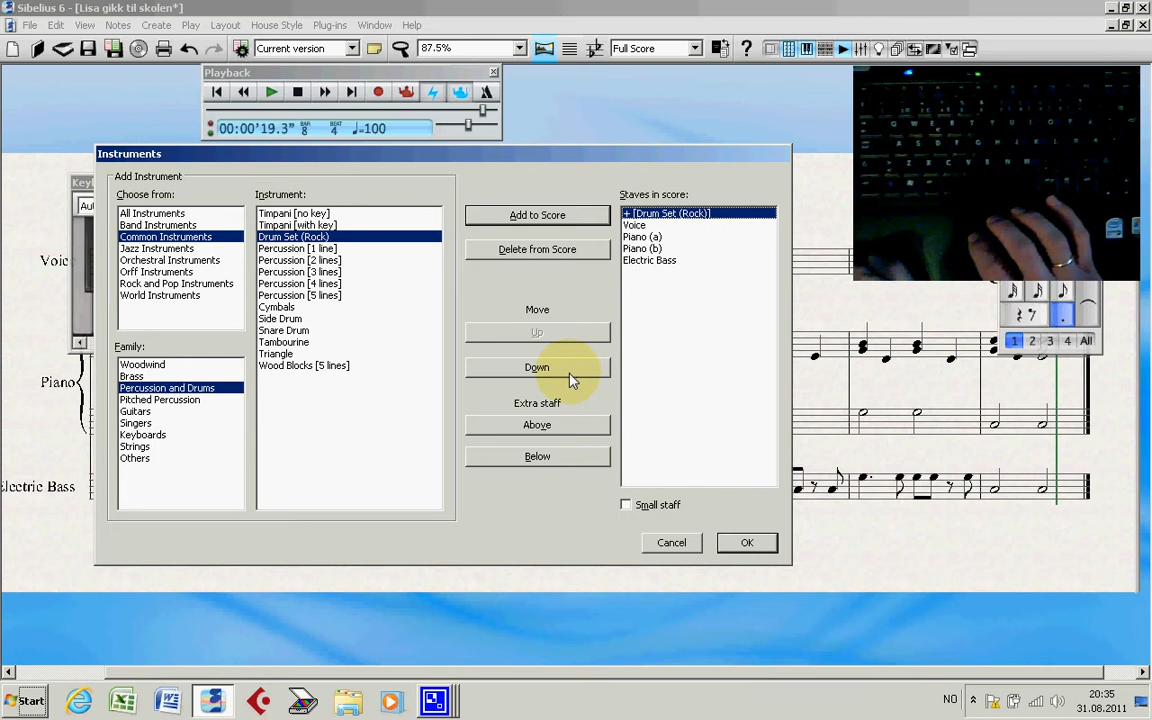 Sibelius 6 - [Lisa gikk til skolen*]
File Edit View Notes Create Play Layout House Style Plug-ins Window Help
Current version 87.5% Full Score
Playback
00:00'19.3" BAR 8 BEAT 4 =100
Instruments
Add Instrument
Choose from:
All Instruments
Band Instruments
Common Instruments
Jazz Instruments
Orchestral Instruments
Orff Instruments
Rock and Pop Instruments
World Instruments
Family:
Woodwind
Brass
Percussion and Drums
Pitched Percussion
Guitars
Singers
Keyboards
Strings
Others
Instrument:
Timpani [no key]
Timpani [with key]
Drum Set (Rock)
Percussion [1 line]
Percussion [2 lines]
Percussion [3 lines]
Percussion [4 lines]
Percussion [5 lines]
Cymbals
Side Drum
Snare Drum
Tambourine
Triangle
Wood Blocks [5 lines]
Add to Score
Delete from Score
Move
Up
Down
Extra staff
Above
Below
Staves in score:
+ [Drum Set (Rock)]
Voice
Piano (a)
Piano (b)
Electric Bass
Small staff
Cancel OK
Piano
Electric Bass
1 2 3 4 All
Start
NO
20:35
31.08.2011